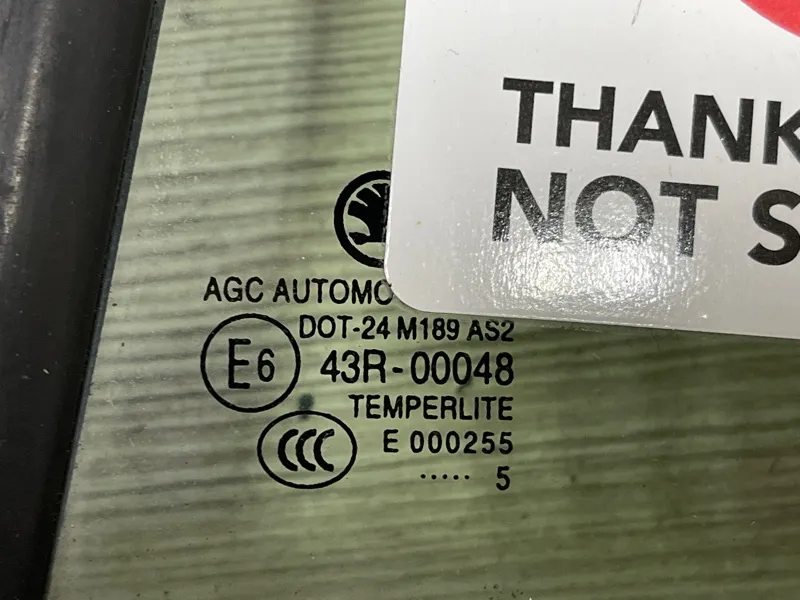 THANK
NOT S
AGC AUTOMO
DOT-24 M189 AS2
E6 43R-00048
TEMPERLITE
CCC E 000255
..... 5